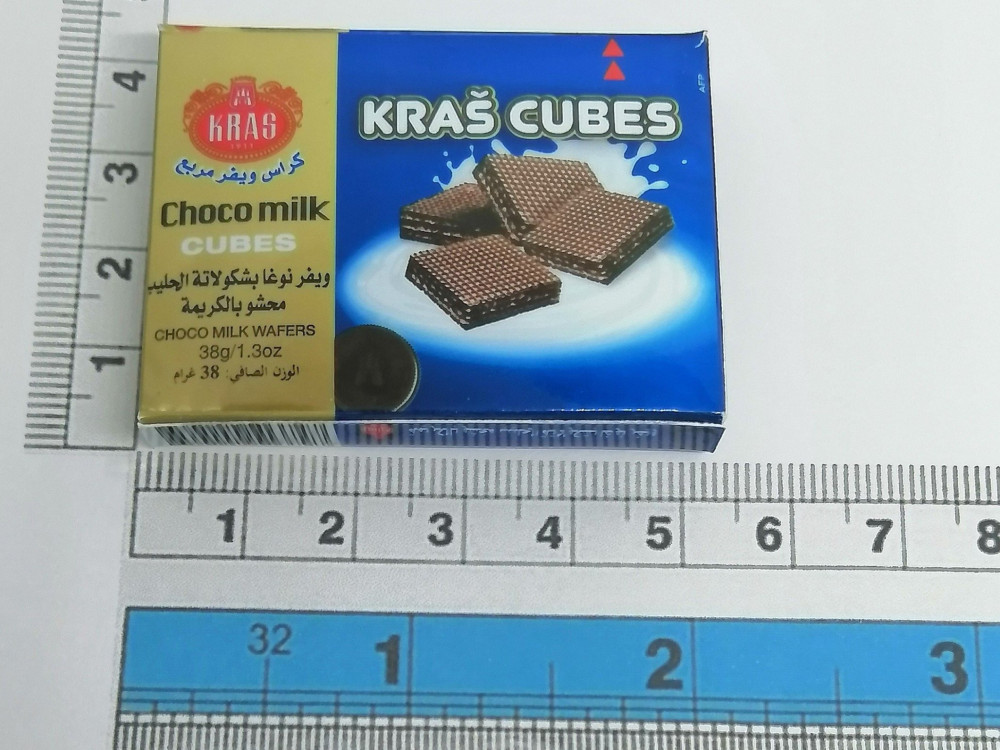 4
3
2
1
KRAS
1911
كراس ويفر مربع
Choco milk
CUBES
ويفر نوغا بشكولاتة الحليب
محشو بالكريمة
CHOCO MILK WAFERS
38g/1.3oz
الوزن الصافي: 38 غرام
KRAŠ CUBES
AFP
1 2 3 4 5 6 7 8
32 1 2 3